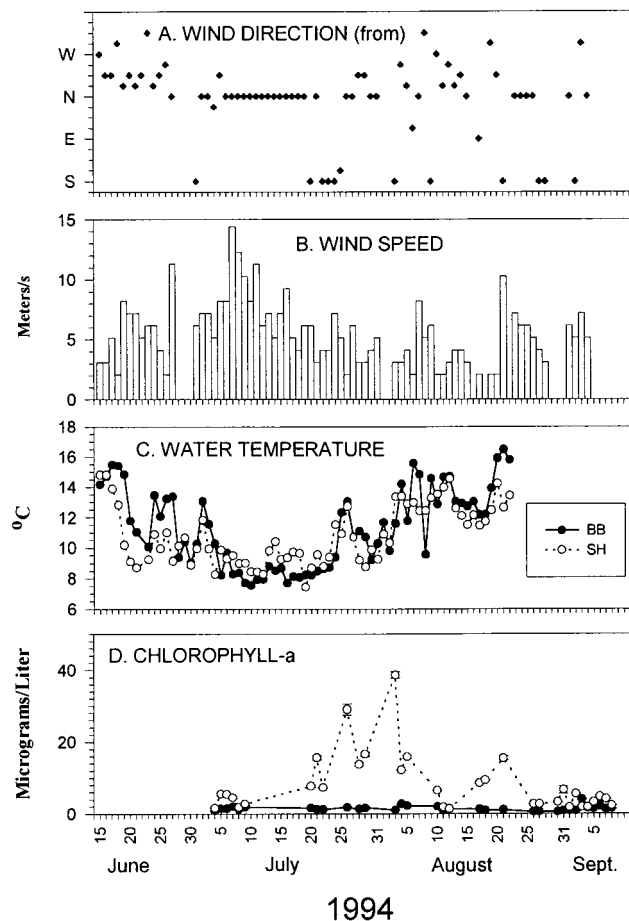 A. WIND DIRECTION (from)
W
N
E
S
B. WIND SPEED
Meters/s
15
10
5
0
C. WATER TEMPERATURE
⁰C
18
16
14
12
10
8
6
BB
SH
D. CHLOROPHYLL-a
Micrograms/Liter
40
20
0
15 20 25 30 5 10 15 20 25 31 5 10 15 20 25 31 5
June July August Sept.
1994